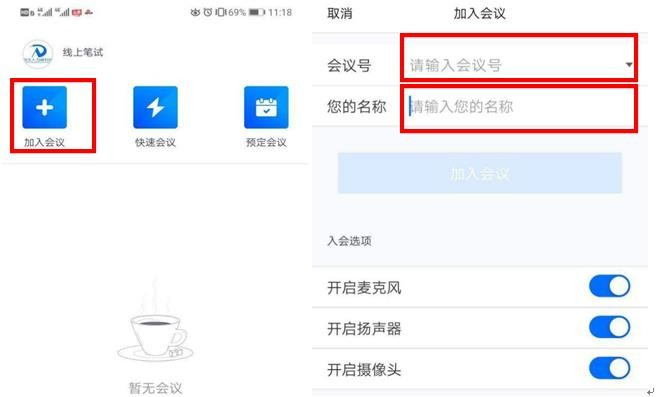 69% 11:18
线上笔试
加入会议
快速会议
预定会议
暂无会议
取消
加入会议
会议号
请输入会议号
您的名称
请输入您的名称
加入会议
入会选项
开启麦克风
开启扬声器
开启摄像头